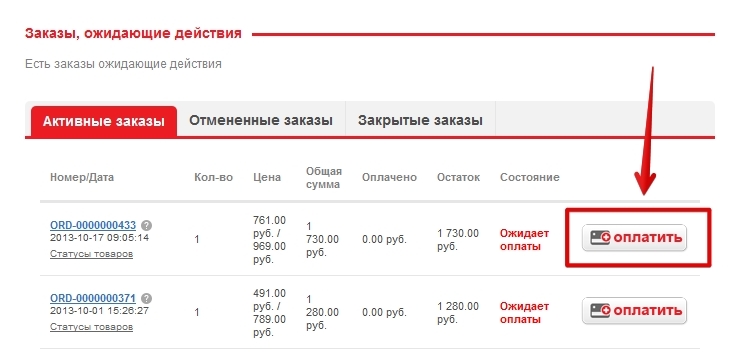 Заказы, ожидающие действия
Есть заказы ожидающие действия
Активные заказы Отмененные заказы Закрытые заказы
Номер/Дата Кол-во Цена Общая сумма Оплачено Остаток Состояние
ORD-0000000433 ?
2013-10-17 09:05:14
Статусы товаров
1
761.00
руб. /
969.00
руб.
1
730.00
руб.
0.00 руб.
1 730.00
руб.
Ожидает
оплаты
оплатить
ORD-0000000371 ?
2013-10-01 15:26:27
Статусы товаров
1
491.00
руб. /
789.00
руб.
1
280.00
руб.
0.00 руб.
1 280.00
руб.
Ожидает
оплаты
оплатить